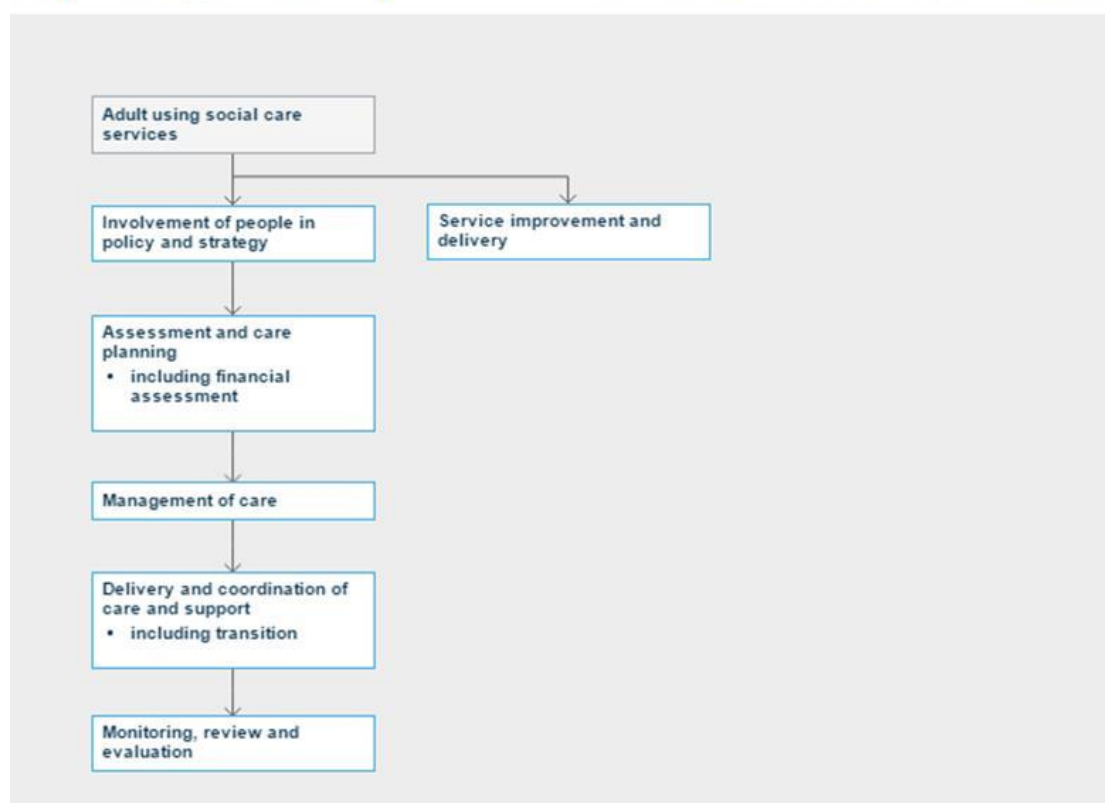 Adult using social care
services
Involvement of people in
policy and strategy
Service improvement and
delivery
Assessment and care
planning
• including financial
assessment
Management of care
Delivery and coordination of
care and support
• including transition
Monitoring, review and
evaluation